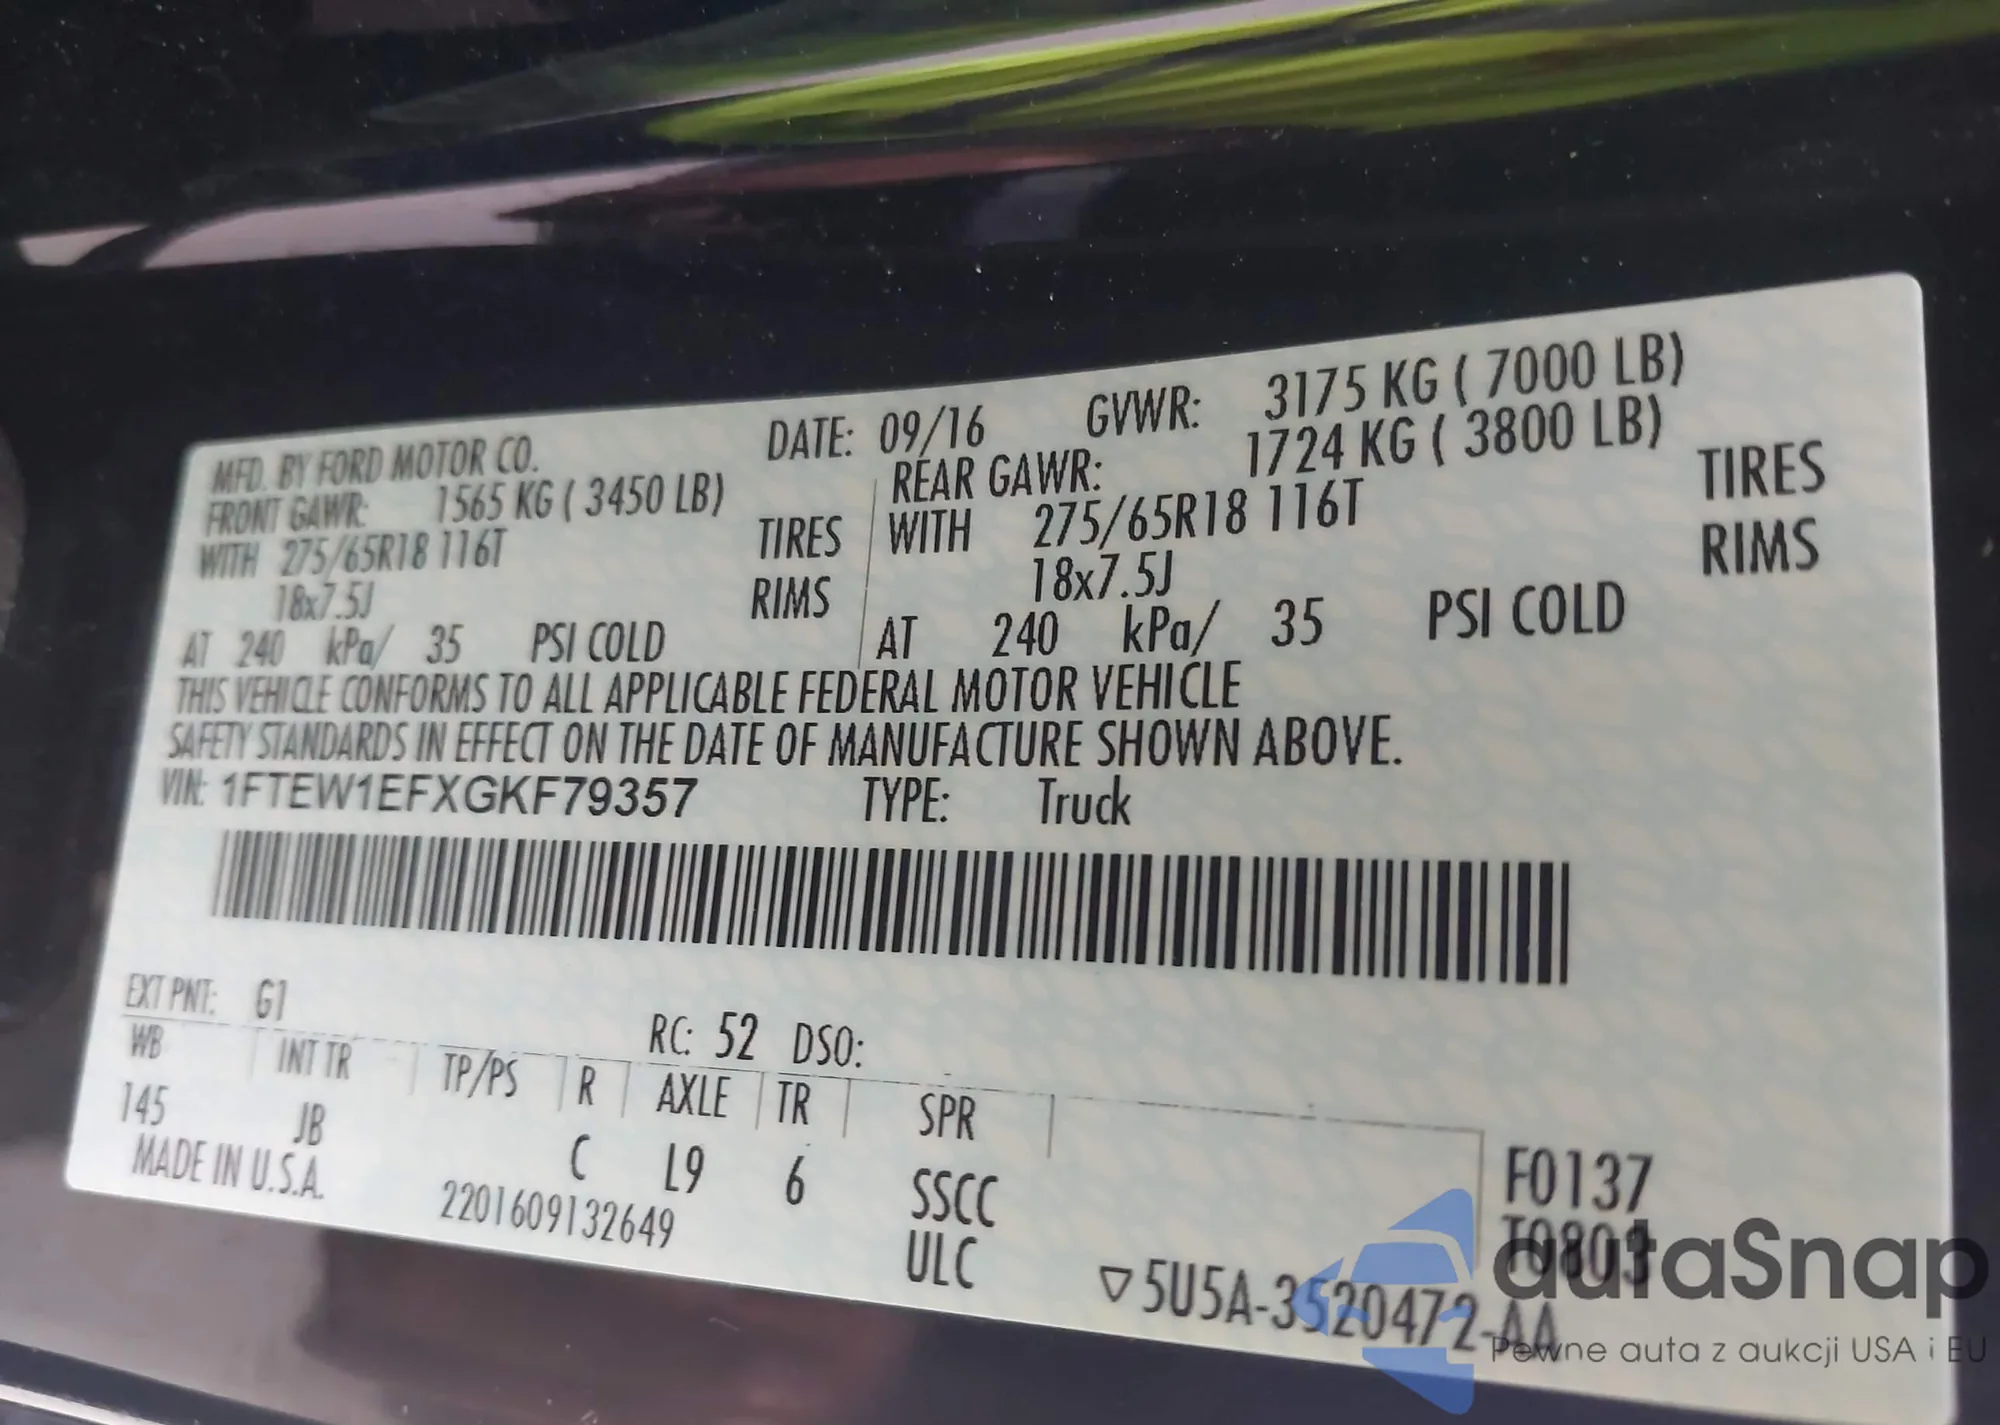 MFD. BY FORD MOTOR CO. DATE: 09/16 GVWR: 3175 KG ( 7000 LB)
FRONT GAWR: 1565 KG ( 3450 LB) REAR GAWR: 1724 KG ( 3800 LB)
WITH 275/65R18 116T TIRES WITH 275/65R18 116T TIRES
18x7.5J RIMS 18x7.5J RIMS
AT 240 kPa/ 35 PSI COLD AT 240 kPa/ 35 PSI COLD
THIS VEHICLE CONFORMS TO ALL APPLICABLE FEDERAL MOTOR VEHICLE
SAFETY STANDARDS IN EFFECT ON THE DATE OF MANUFACTURE SHOWN ABOVE.
VIN: 1FTEW1EFXGKF79357 TYPE: Truck
EXT PNT: G1 RC: 52 DSO:
WB INT TR TP/PS R AXLE TR SPR
145 JB C L9 6 SSCC F0137
MADE IN U.S.A. 2201609132649 ULC T0803
▽5U5A-3520472-AA
autaSnap
Pewne auta z aukcji USA i EU